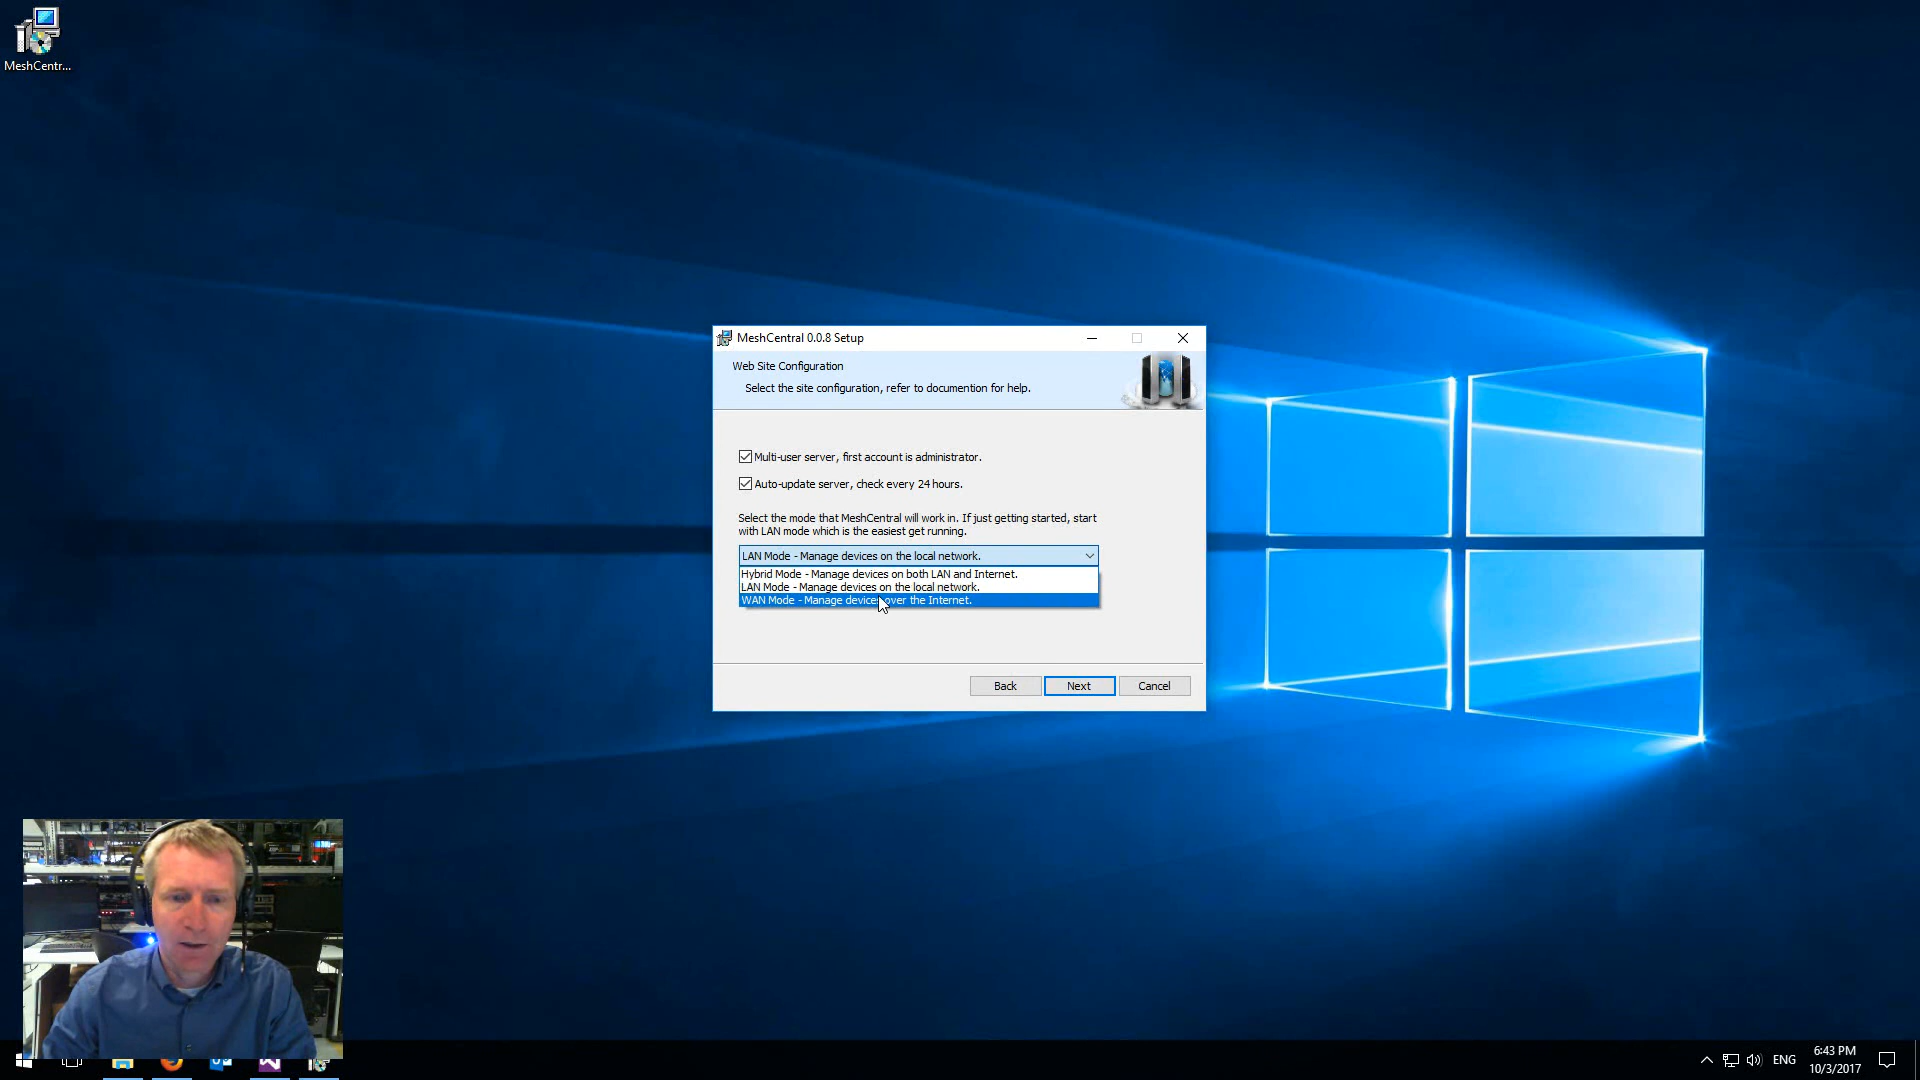 MeshCentr...
MeshCentral 0.0.8 Setup
Web Site Configuration
Select the site configuration, refer to documention for help.
Multi-user server, first account is administrator.
Auto-update server, check every 24 hours.
Select the mode that MeshCentral will work in. If just getting started, start
with LAN mode which is the easiest get running.
LAN Mode - Manage devices on the local network.
Hybrid Mode - Manage devices on both LAN and Internet.
LAN Mode - Manage devices on the local network.
WAN Mode - Manage devices over the Internet.
Back
Next
Cancel
ENG
6:43 PM
10/3/2017